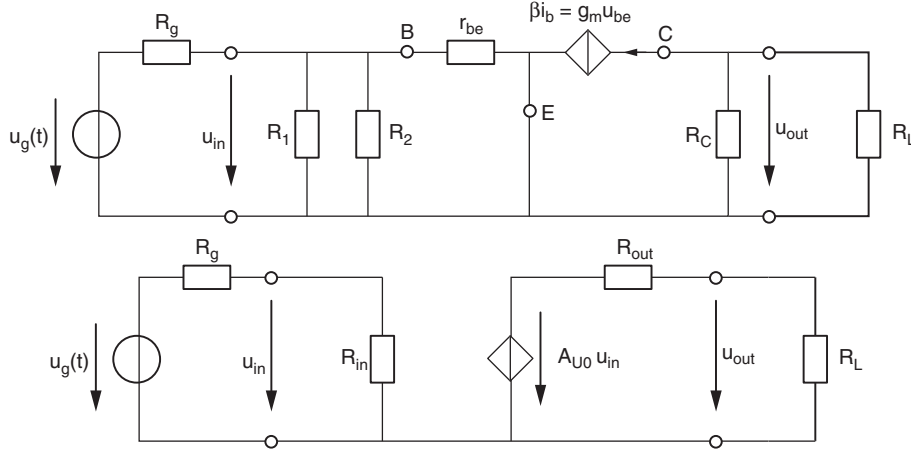 βi_b = g_m u_be
R_g
B
r_be
C
E
u_g(t)
u_in
R_1
R_2
R_C
u_out
R_L
R_g
R_out
u_g(t)
u_in
R_in
A_U0 u_in
u_out
R_L